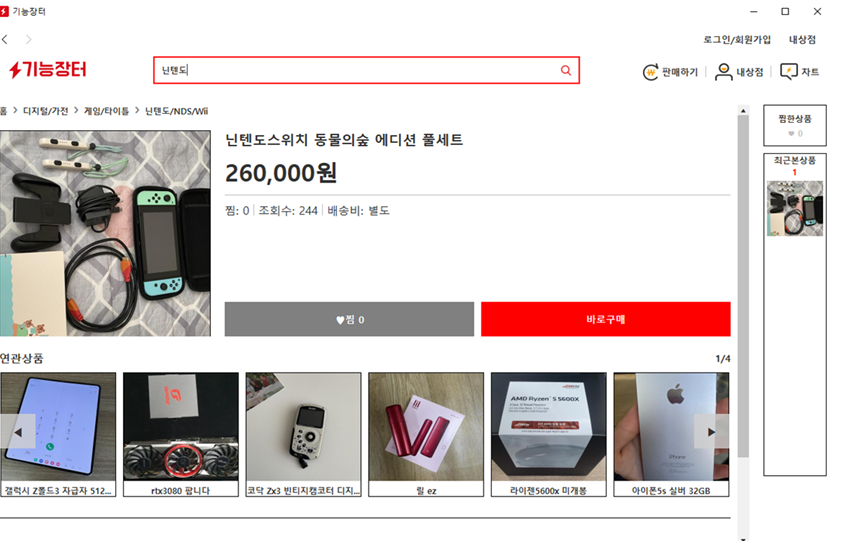 기능장터
로그인/회원가입 내상점
기능장터
닌텐도
판매하기 내상점 자트
홈 > 디지털/가전 > 게임/타이틀 > 닌텐도/NDS/Wii
찜한상품
♥ 0
최근본상품
1
닌텐도스위치 동물의숲 에디션 풀세트
260,000원
찜: 0 | 조회수: 244 | 배송비: 별도
♥찜 0
바로구매
연관상품
1/4
AMD Ryzen 5 5600X
iPhone
갤럭시 Z폴드3 자급자 512...
rtx3080 팝니다
코닥 Zx3 빈티지캠코터 디지...
릴 ez
라이젠5600x 미개봉
아이폰5s 실버 32GB